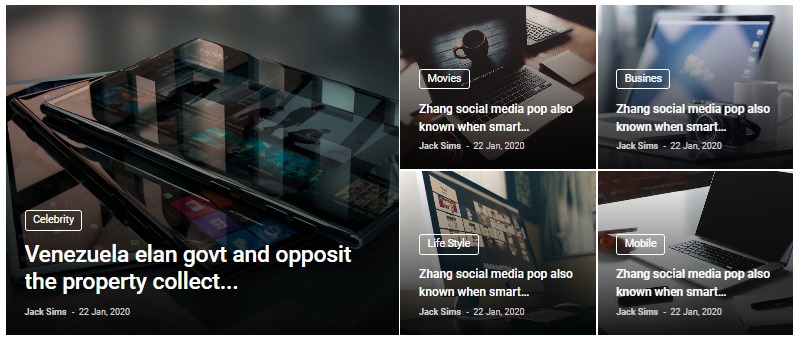 Celebrity
Venezuela elan govt and opposit
the property collect...
Jack Sims - 22 Jan, 2020
Movies
Zhang social media pop also
known when smart...
Jack Sims - 22 Jan, 2020
Busines
Zhang social media pop also
known when smart...
Jack Sims - 22 Jan, 2020
Life Style
Zhang social media pop also
known when smart...
Jack Sims - 22 Jan, 2020
Mobile
Zhang social media pop also
known when smart...
Jack Sims - 22 Jan, 2020